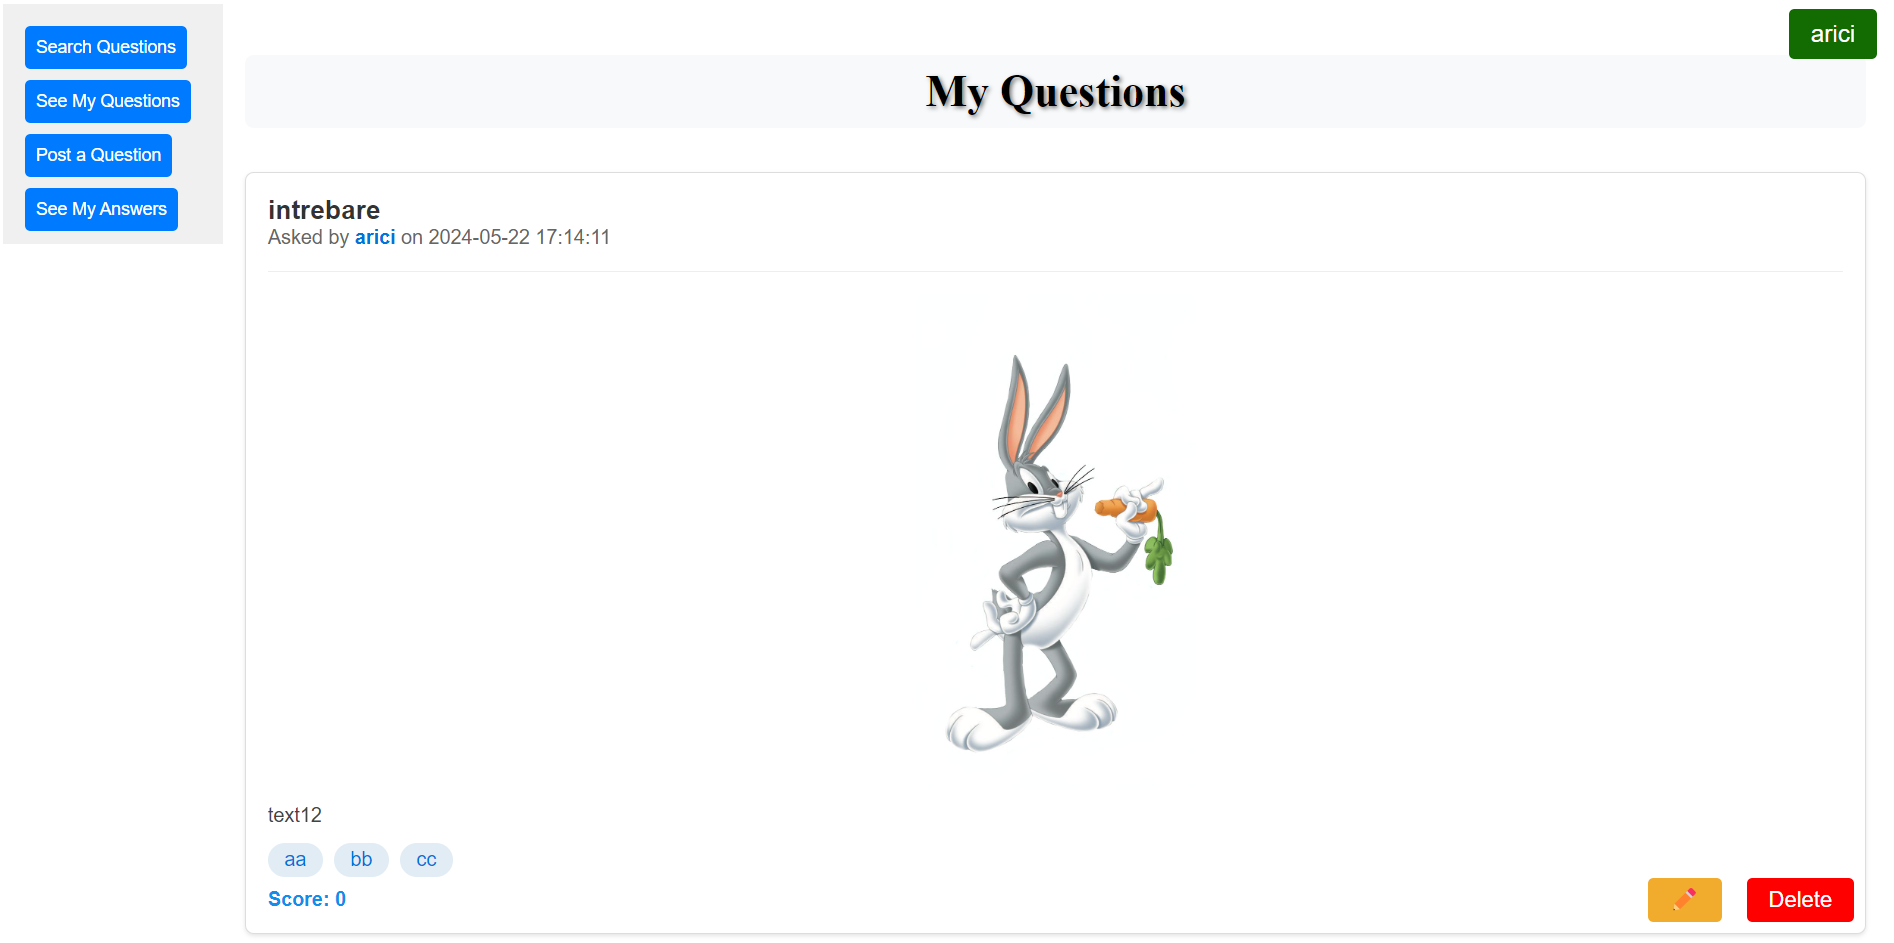 Search Questions
See My Questions
Post a Question
See My Answers
arici
My Questions
intrebare
Asked by arici on 2024-05-22 17:14:11
text12
aa bb cc
Score: 0
Delete